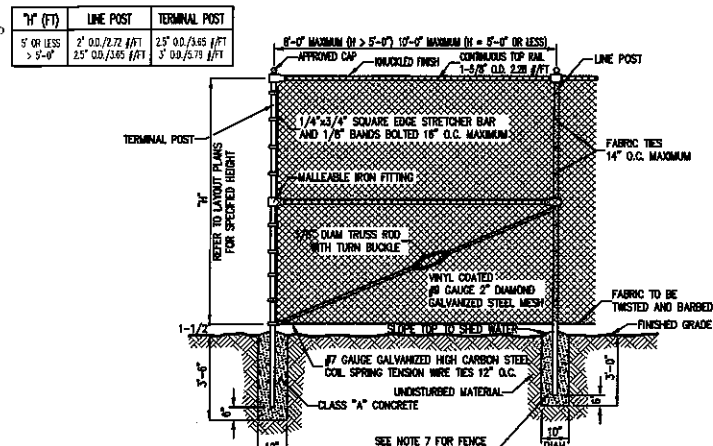 "H" (FT) LINE POST TERMINAL POST
5' OR LESS 2" O.D./2.72 #/FT 2.5" O.D./3.65 #/FT
> 5'-0" 2.5" O.D./3.65 #/FT 3" O.D./5.79 #/FT
8'-0" MAXIMUM (H > 5'-0") 10'-0" MAXIMUM (H = 5'-0" OR LESS)
APPROVED CAP
KNUCKLED FINISH
CONTINUOUS TOP RAIL
1-5/8" O.D. 2.28 #/FT
LINE POST
1/4"x3/4" SQUARE EDGE STRETCHER BAR
AND 1/8" BANDS BOLTED 16" O.C. MAXIMUM
TERMINAL POST
FABRIC TIES
14" O.C. MAXIMUM
"H"
REFER TO LAYOUT PLANS
FOR SPECIFIED HEIGHT
MALLEABLE IRON FITTING
DIAM TRUSS ROD
WITH TURN BUCKLE
VINYL COATED
#9 GAUGE 2" DIAMOND
GALVANIZED STEEL MESH
FABRIC TO BE
TWISTED AND BARBED
1-1/2"
SLOPE TOP TO SHED WATER
FINISHED GRADE
#7 GAUGE GALVANIZED HIGH CARBON STEEL
COIL SPRING TENSION WIRE TIES 12" O.C.
3'-6"
3'-0"
UNDISTURBED MATERIAL
6"
6"
CLASS "A" CONCRETE
10"
DIAM
SEE NOTE 7 FOR FENCE